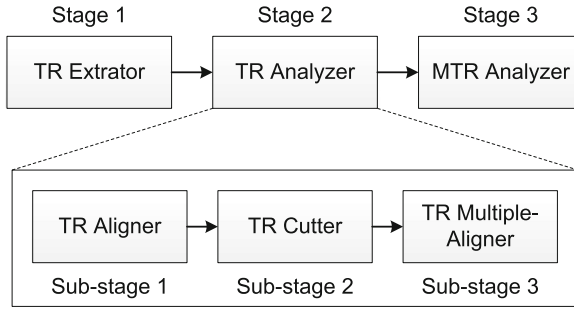 Stage 1
Stage 2
Stage 3
TR Extrator
TR Analyzer
MTR Analyzer
TR Aligner
TR Cutter
TR Multiple-
Aligner
Sub-stage 1
Sub-stage 2
Sub-stage 3